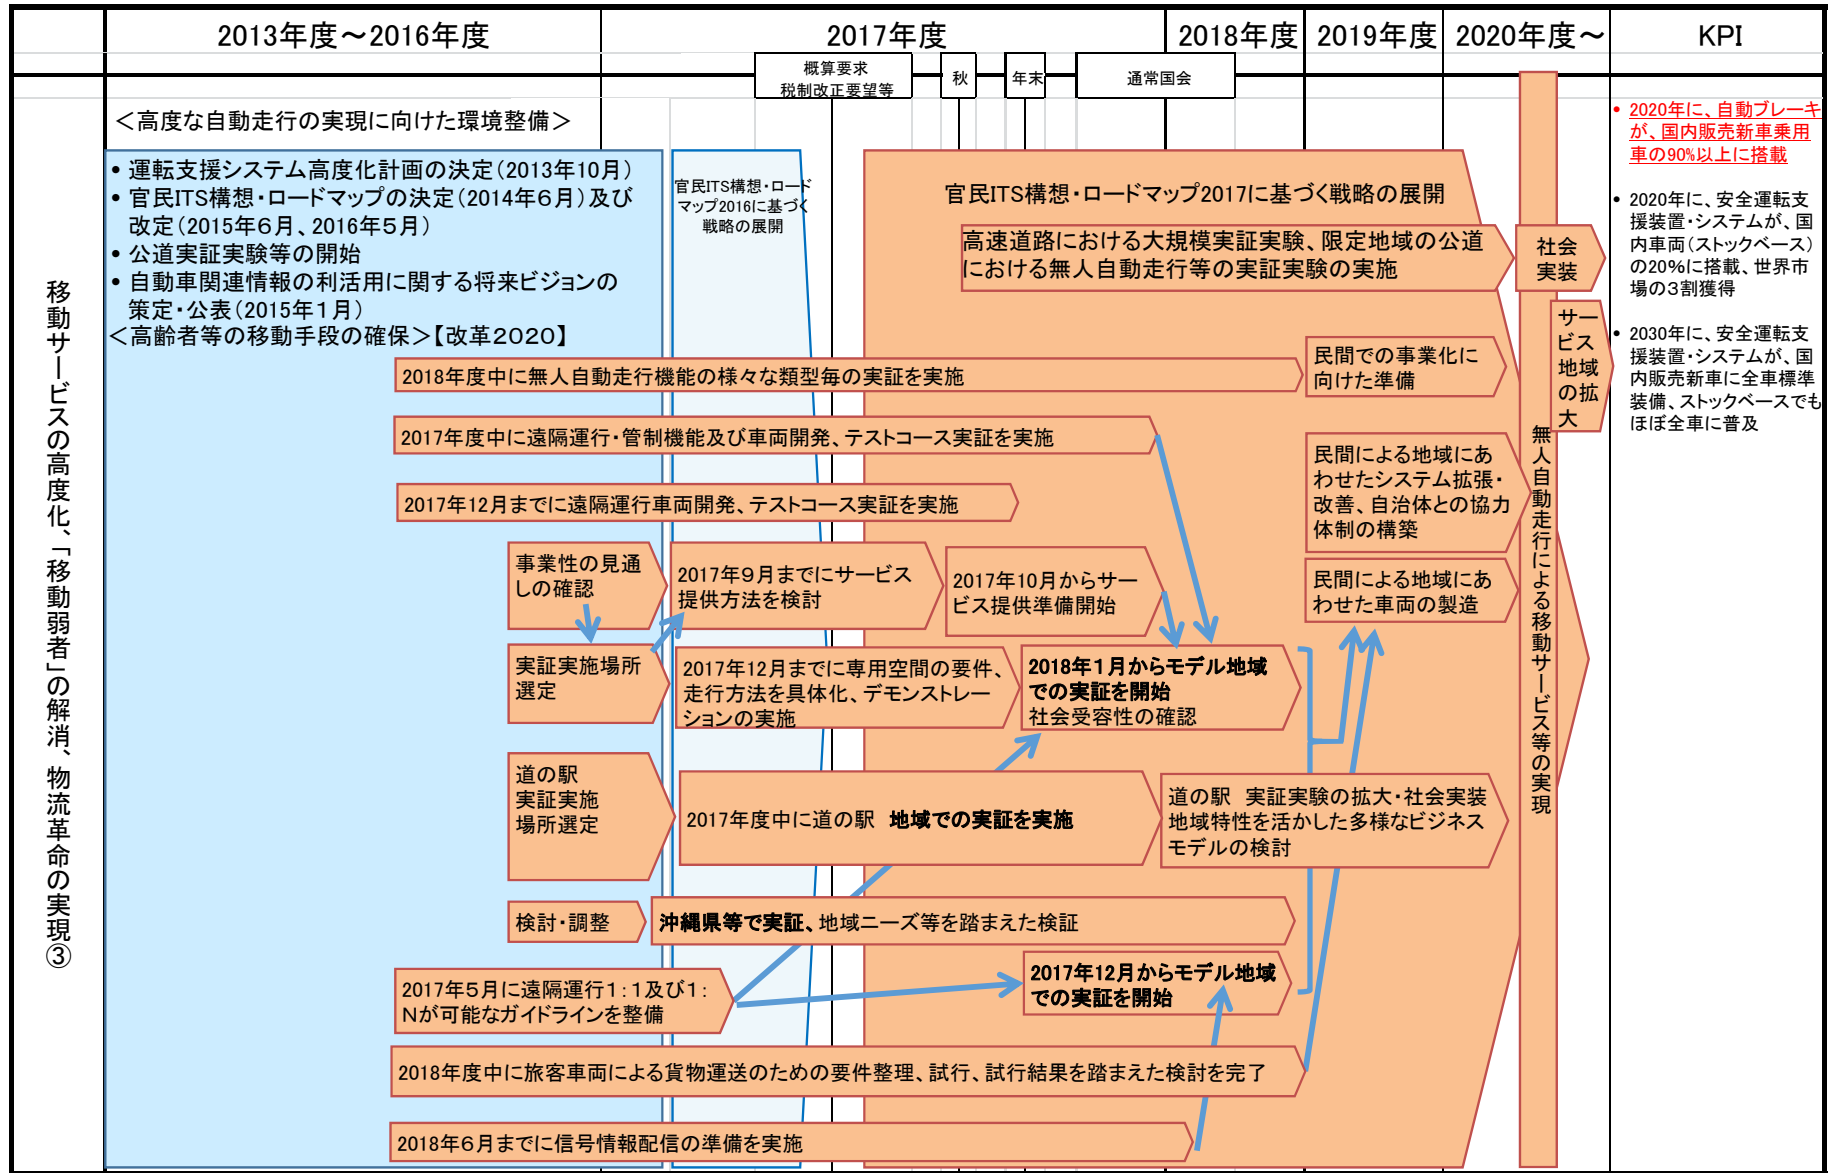 2013年度～2016年度
2017年度
2018年度
2019年度
2020年度～
KPI
概算要求
税制改正要望等
秋
年末
通常国会
移動サービスの高度化、「移動弱者」の解消、物流革命の実現③
＜高度な自動走行の実現に向けた環境整備＞
• 運転支援システム高度化計画の決定（2013年10月）
• 官民ITS構想・ロードマップの決定（2014年６月）及び
改定（2015年６月、2016年５月）
• 公道実証実験等の開始
• 自動車関連情報の利活用に関する将来ビジョンの
策定・公表（2015年１月）
＜高齢者等の移動手段の確保＞【改革２０２０】
官民ITS構想・ロード
マップ2016に基づく
戦略の展開
官民ITS構想・ロードマップ2017に基づく戦略の展開
高速道路における大規模実証実験、限定地域の公道
における無人自動走行等の実証実験の実施
社会
実装
サー
ビス
地域
の拡
大
無人自動走行による移動サービス等の実現
2018年度中に無人自動走行機能の様々な類型毎の実証を実施
民間での事業化に
向けた準備
2017年度中に遠隔運行・管制機能及び車両開発、テストコース実証を実施
民間による地域にあ
わせたシステム拡張・
改善、自治体との協力
体制の構築
2017年12月までに遠隔運行車両開発、テストコース実証を実施
事業性の見通
しの確認
2017年９月までにサービス
提供方法を検討
2017年10月からサー
ビス提供準備開始
民間による地域にあ
わせた車両の製造
実証実施場所
選定
2017年12月までに専用空間の要件、
走行方法を具体化、デモンストレー
ションの実施
2018年１月からモデル地域
での実証を開始
社会受容性の確認
道の駅
実証実施
場所選定
2017年度中に道の駅　地域での実証を実施
道の駅　実証実験の拡大・社会実装
地域特性を活かした多様なビジネス
モデルの検討
検討・調整
沖縄県等で実証、地域ニーズ等を踏まえた検証
2017年５月に遠隔運行１：１及び１：
Ｎが可能なガイドラインを整備
2017年12月からモデル地域
での実証を開始
2018年度中に旅客車両による貨物運送のための要件整理、試行、試行結果を踏まえた検討を完了
2018年６月までに信号情報配信の準備を実施
• 2020年に、自動ブレーキ
が、国内販売新車乗用
車の90％以上に搭載
• 2020年に、安全運転支
援装置・システムが、国
内車両（ストックベース）
の20％に搭載、世界市
場の３割獲得
• 2030年に、安全運転支
援装置・システムが、国
内販売新車に全車標準
装備、ストックベースでも
ほぼ全車に普及